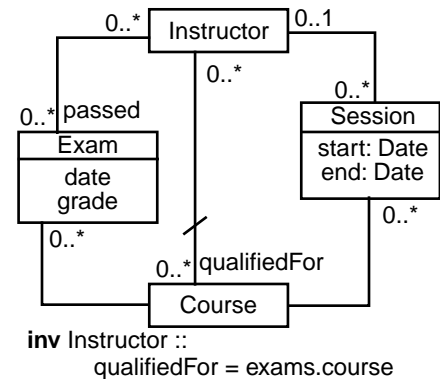 0..* Instructor 0..1
0..*
0..* passed
0..*
Exam
Session
date
grade
start: Date
end: Date
0..*
0..*
0..* qualifiedFor
Course
inv Instructor ::
qualifiedFor = exams.course